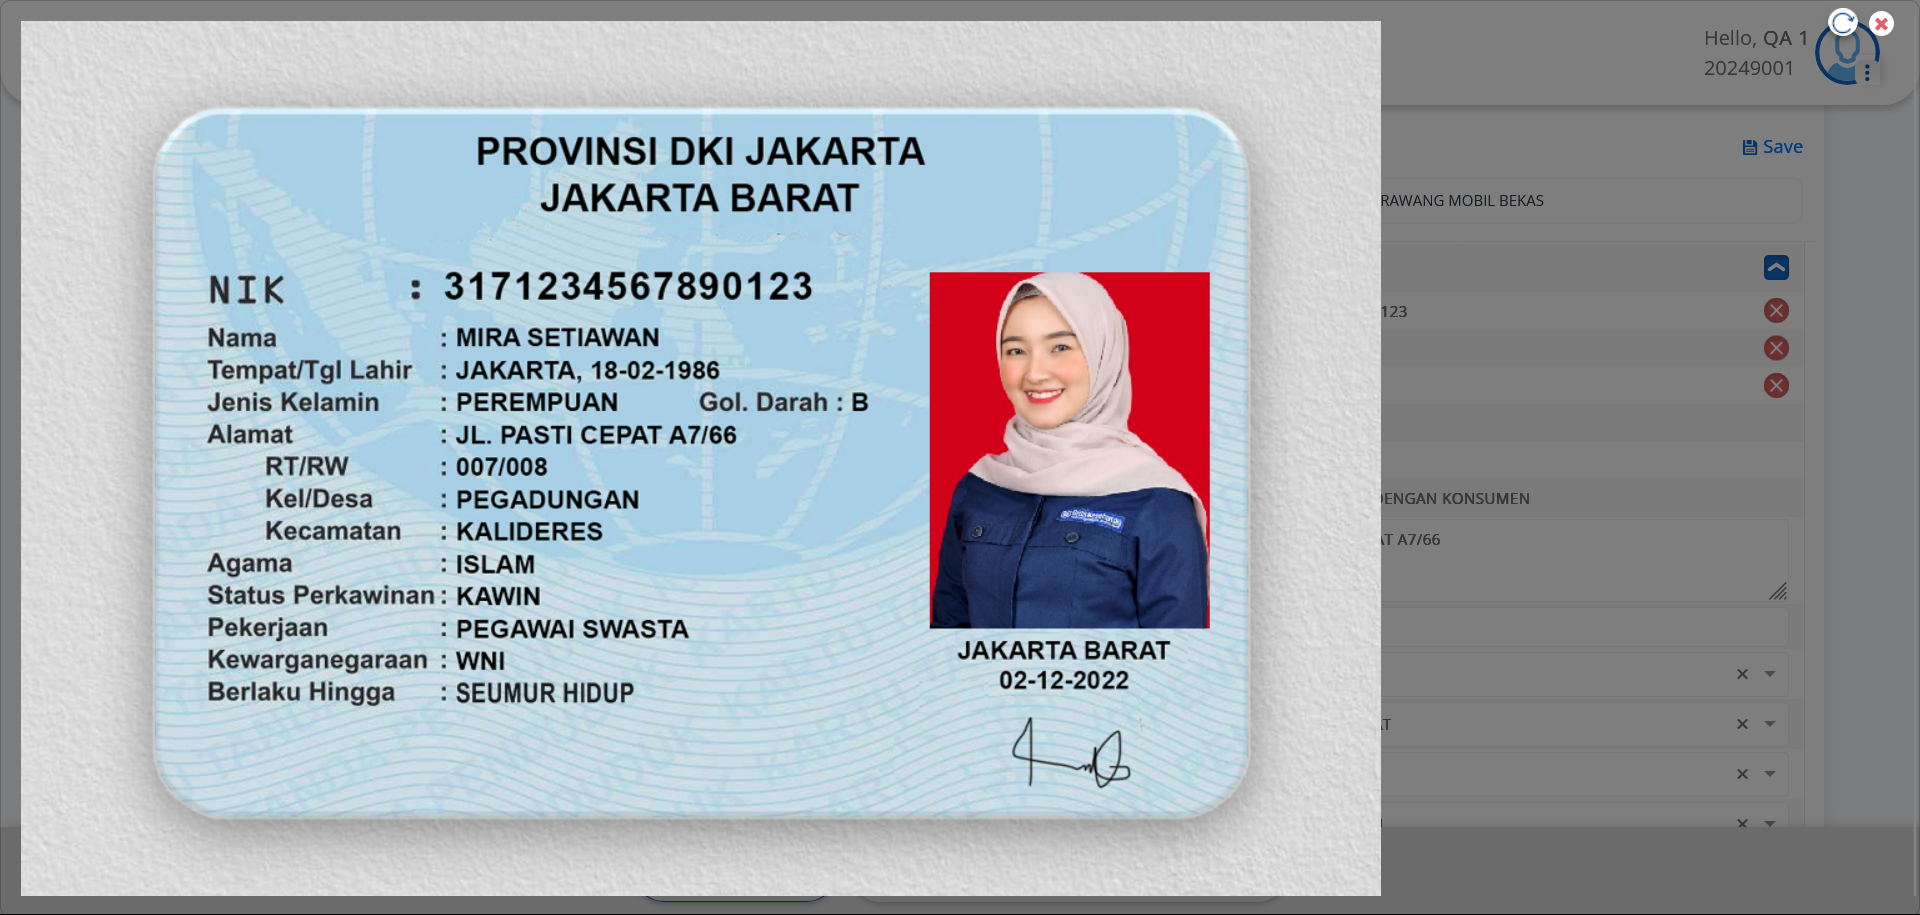 Hello, QA 1
20249001
Save
RAWANG MOBIL BEKAS
123
DENGAN KONSUMEN
AT A7/66
AT
PROVINSI DKI JAKARTA
JAKARTA BARAT
NIK : 3171234567890123
Nama : MIRA SETIAWAN
Tempat/Tgl Lahir : JAKARTA, 18-02-1986
Jenis Kelamin : PEREMPUAN Gol. Darah : B
Alamat : JL. PASTI CEPAT A7/66
RT/RW : 007/008
Kel/Desa : PEGADUNGAN
Kecamatan : KALIDERES
Agama : ISLAM
Status Perkawinan : KAWIN
Pekerjaan : PEGAWAI SWASTA
Kewarganegaraan : WNI
Berlaku Hingga : SEUMUR HIDUP
JAKARTA BARAT
02-12-2022